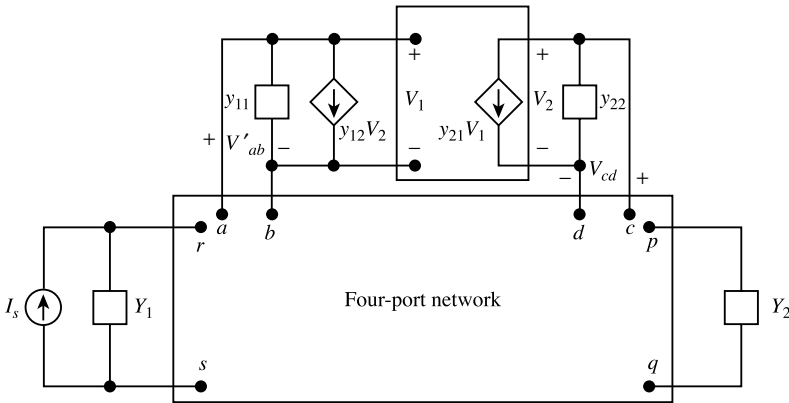 + + 
y11 V1 V2 y22
y12V2 y21V1
+ V′ab − − − Vcd
− +
a b d c
r p
Is Y1 Four-port network Y2
s q